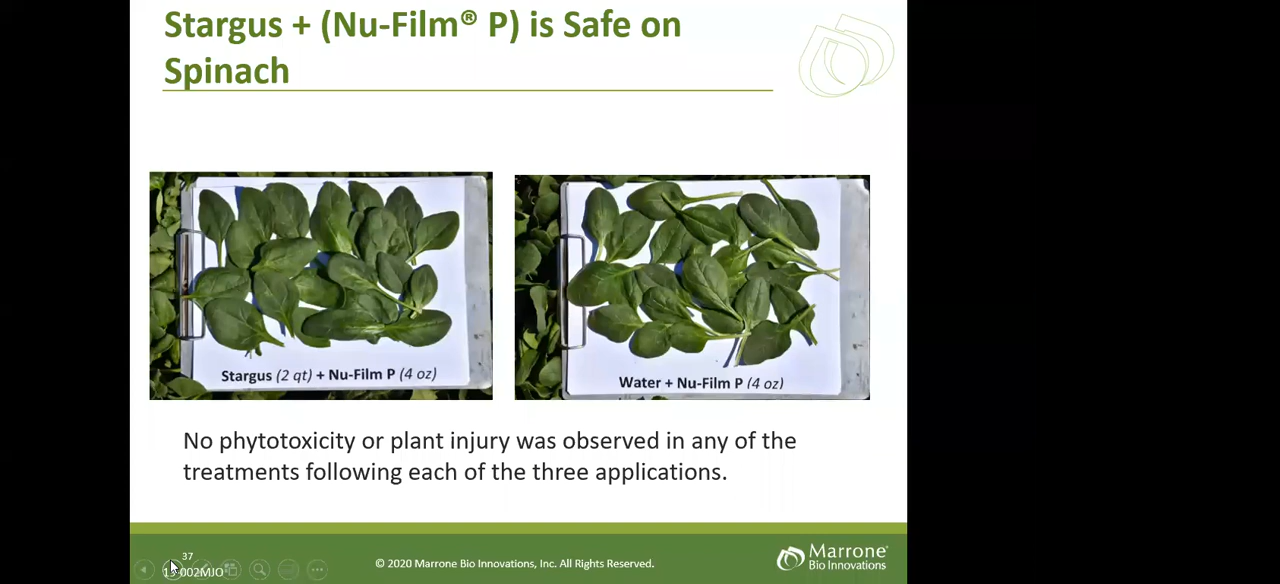 Stargus + (Nu-Film® P) is Safe on
Spinach
Stargus (2 qt) + Nu-Film P (4 oz)
Water + Nu-Film P (4 oz)
No phytotoxicity or plant injury was observed in any of the
treatments following each of the three applications.
37
002MJO
© 2020 Marrone Bio Innovations, Inc. All Rights Reserved.
Marrone®
Bio Innovations